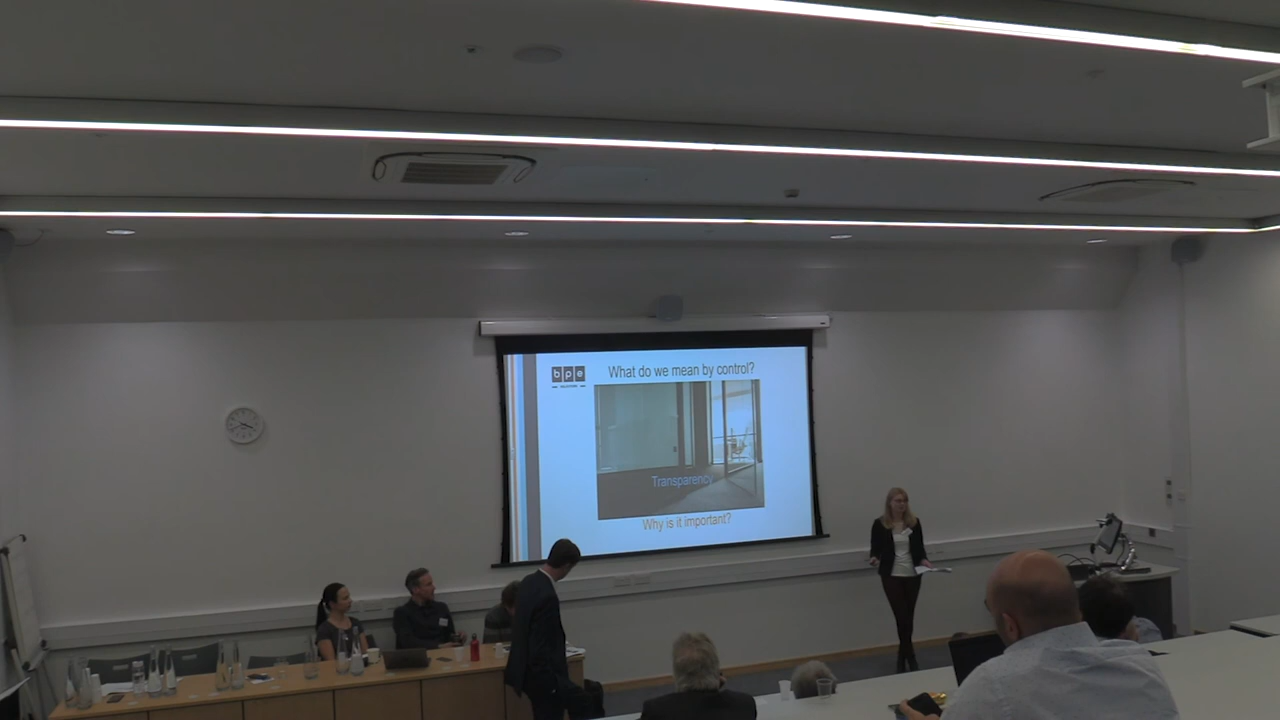 bpe
What do we mean by control?
Transparency
Why is it important?